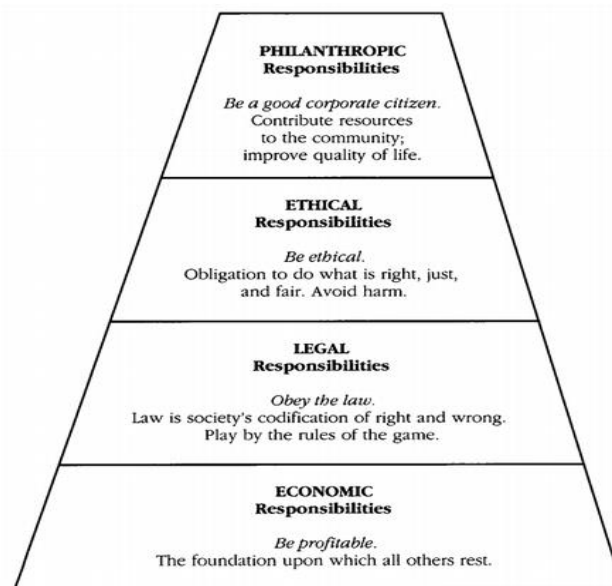 PHILANTHROPIC
Responsibilities
Be a good corporate citizen.
Contribute resources
to the community;
improve quality of life.
ETHICAL
Responsibilities
Be ethical.
Obligation to do what is right, just,
and fair. Avoid harm.
LEGAL
Responsibilities
Obey the law.
Law is society's codification of right and wrong.
Play by the rules of the game.
ECONOMIC
Responsibilities
Be profitable.
The foundation upon which all others rest.